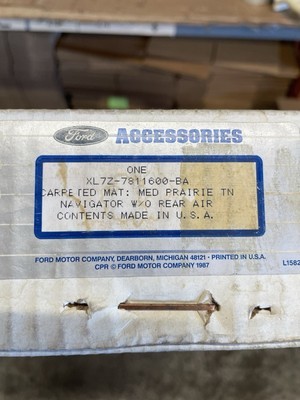 Ford ACCESSORIES
ONE
XL7Z-7811600-BA
CARPETED MAT: MED PRAIRIE TN
NAVIGATOR W/O REAR AIR
CONTENTS MADE IN U.S.A.
FORD MOTOR COMPANY, DEARBORN, MICHIGAN 48121 · PRINTED IN U.S.A.
CPR © FORD MOTOR COMPANY 1987
L1582